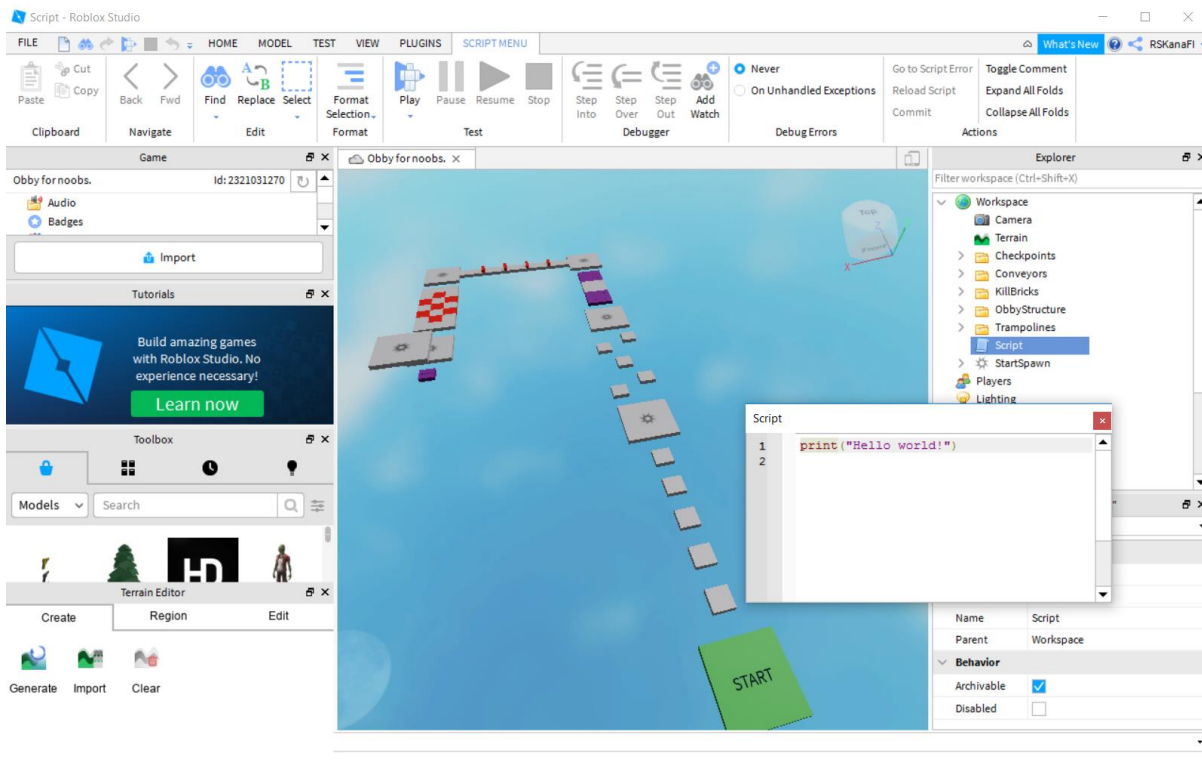 Script - Roblox Studio
FILE HOME MODEL TEST VIEW PLUGINS SCRIPT MENU What's New RSKanaFI
Paste Cut Copy Back Fwd Find Replace Select Format Selection Play Pause Resume Stop Step Into Step Over Step Out Add Watch
Never
On Unhandled Exceptions
Go to Script Error Toggle Comment
Reload Script Expand All Folds
Commit Collapse All Folds
Clipboard Navigate Edit Format Test Debugger Debug Errors Actions
Game
Obby for noobs. Id: 2321031270
Audio
Badges
Import
Tutorials
Build amazing games
with Roblox Studio. No
experience necessary!
Learn now
Toolbox
Models Search
HD
Terrain Editor
Create Region Edit
Generate Import Clear
Obby for noobs.
TOP
Z
X
START
Script
1 print("Hello world!")
2
Explorer
Filter workspace (Ctrl+Shift+X)
Workspace
Camera
Terrain
Checkpoints
Conveyors
KillBricks
ObbyStructure
Trampolines
Script
StartSpawn
Players
Lighting
Name Script
Parent Workspace
Behavior
Archivable
Disabled